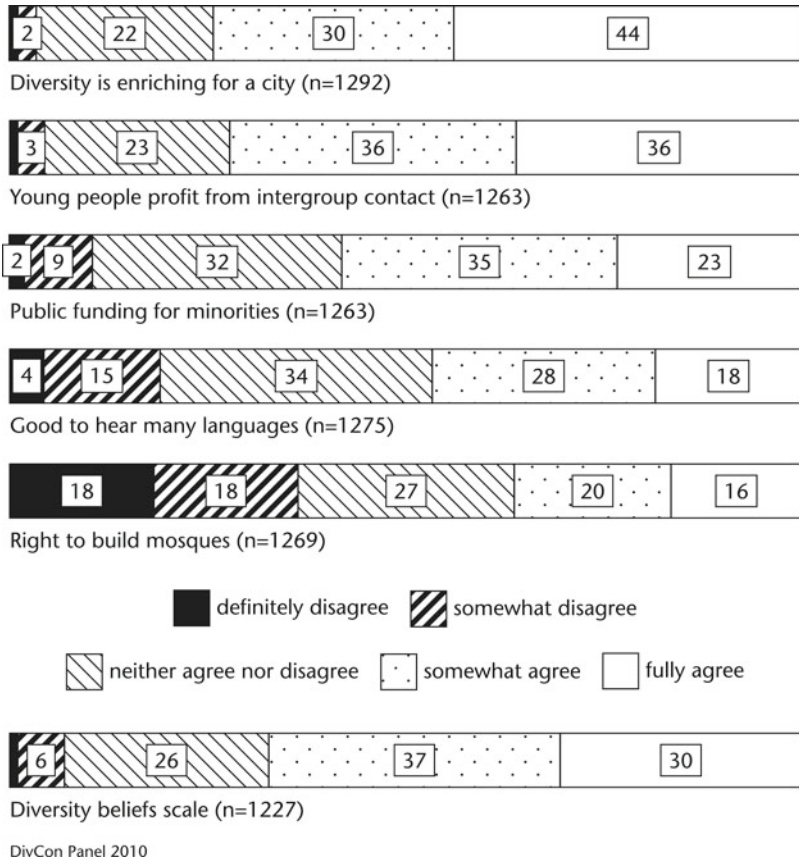 2 22 30 44
Diversity is enriching for a city (n=1292)
3 23 36 36
Young people profit from intergroup contact (n=1263)
2 9 32 35 23
Public funding for minorities (n=1263)
4 15 34 28 18
Good to hear many languages (n=1275)
18 18 27 20 16
Right to build mosques (n=1269)
definitely disagree somewhat disagree
neither agree nor disagree somewhat agree fully agree
6 26 37 30
Diversity beliefs scale (n=1227)
DivCon Panel 2010